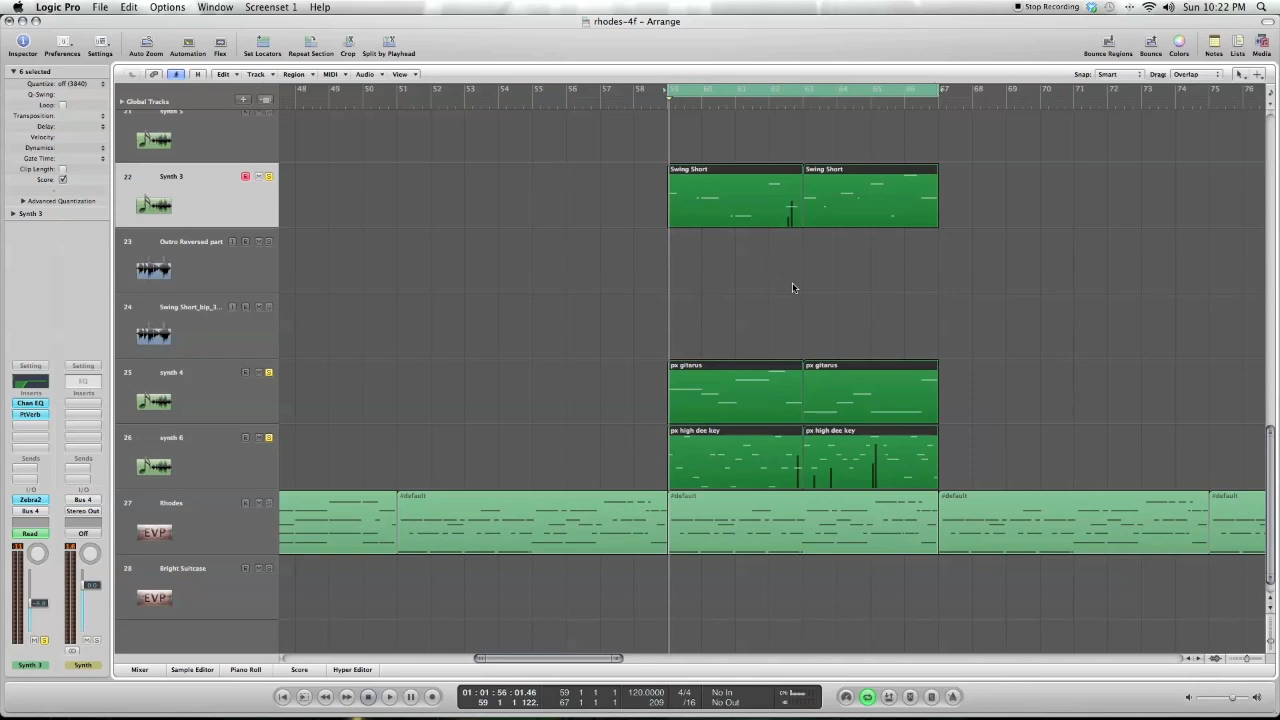 Logic Pro File Edit Options Window Screenset 1 Help Stop Recording Sun 10:22 PM
rhodes-4f – Arrange
Inspector Preferences Settings Auto Zoom Automation Flex Set Locators Repeat Section Crop Split by Playhead Bounce Regions Bounce Colors Notes Lists Media
6 selected
Edit Track Region MIDI Audio View Snap: Smart Drag: Overlap
Quantize: off (3840)
Q-Swing:
Loop:
Transposition:
Delay:
Velocity:
Dynamics:
Gate Time:
Clip Length:
Score:
Advanced Quantization
Synth 3
Global Tracks
48 49 50 51 52 53 54 55 56 57 58 59 60 61 62 63 64 65 66 67 68 69 70 71 72 73 74 75 76
22 Synth 3 R M S
Swing Short Swing Short
23 Outro Reversed part I R M S
24 Swing Short_bip_3... I R M S
25 synth 4 R M S
px gitarus px gitarus
26 synth 6 R M S
px high dee key px high dee key
27 Rhodes R M S
#default #default #default #default
28 Bright Suitcase R M S
EVP
EVP
Setting Setting
EQ
Inserts Inserts
Chan EQ
PtVerb
Sends Sends
I/O I/O
Zebra2 Bus 4
Bus 4 Stereo Out
Read Off
0.0
M S M S
Synth 3 Synth
Mixer Sample Editor Piano Roll Score Hyper Editor
01 : 01 : 56 : 01.46 59 1 1 1 120.0000 4/4 No In
59 1 1 122. 67 1 1 1 209 /16 No Out